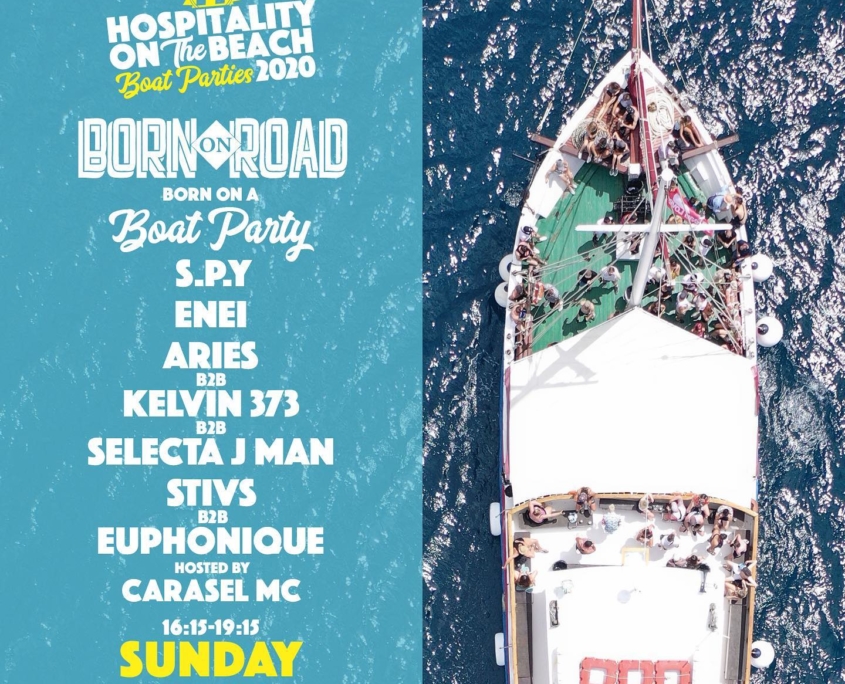 HOSPITALITY
ON The BEACH
Boat Parties 2020
BORN ON ROAD
BORN ON A
Boat Party
S.P.Y
ENEI
ARIES
B2B
KELVIN 373
B2B
SELECTA J MAN
STIVS
B2B
EUPHONIQUE
HOSTED BY
CARASEL MC
16:15-19:15
SUNDAY